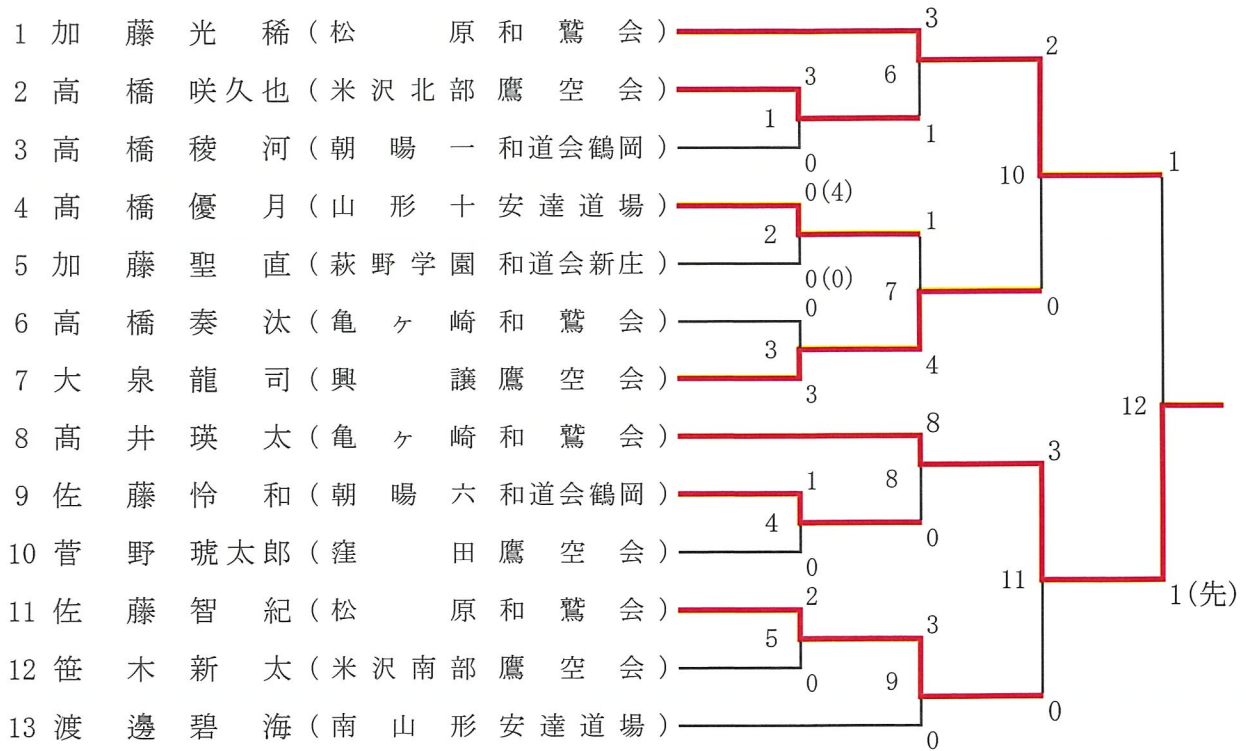 1 加藤光稀(松原和鷲会)
2 高橋咲久也(米沢北部鷹空会)
3 高橋稜河(朝暘一和道会鶴岡)
4 髙橋優月(山形十安達道場)
5 加藤聖直(萩野学園和道会新庄)
6 高橋奏汰(亀ヶ崎和鷲会)
7 大泉龍司(興譲鷹空会)
8 髙井瑛太(亀ヶ崎和鷲会)
9 佐藤怜和(朝暘六和道会鶴岡)
10 菅野琥太郎(窪田鷹空会)
11 佐藤智紀(松原和鷲会)
12 笹木新太(米沢南部鷹空会)
13 渡邊碧海(南山形安達道場)
3
1
0
0(4)
2
0(0)
0
3
3
1
4
0
2
5
0
3
6
1
1
7
4
8
8
0
3
9
0
2
10
0
3
11
0
1
12
1(先)